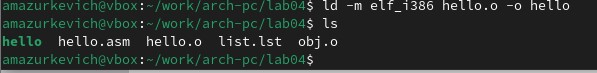 amazurkevich@vbox:~/work/arch-pc/lab04$ ld -m elf_i386 hello.o -o hello
amazurkevich@vbox:~/work/arch-pc/lab04$ ls
hello  hello.asm  hello.o  list.lst  obj.o
amazurkevich@vbox:~/work/arch-pc/lab04$